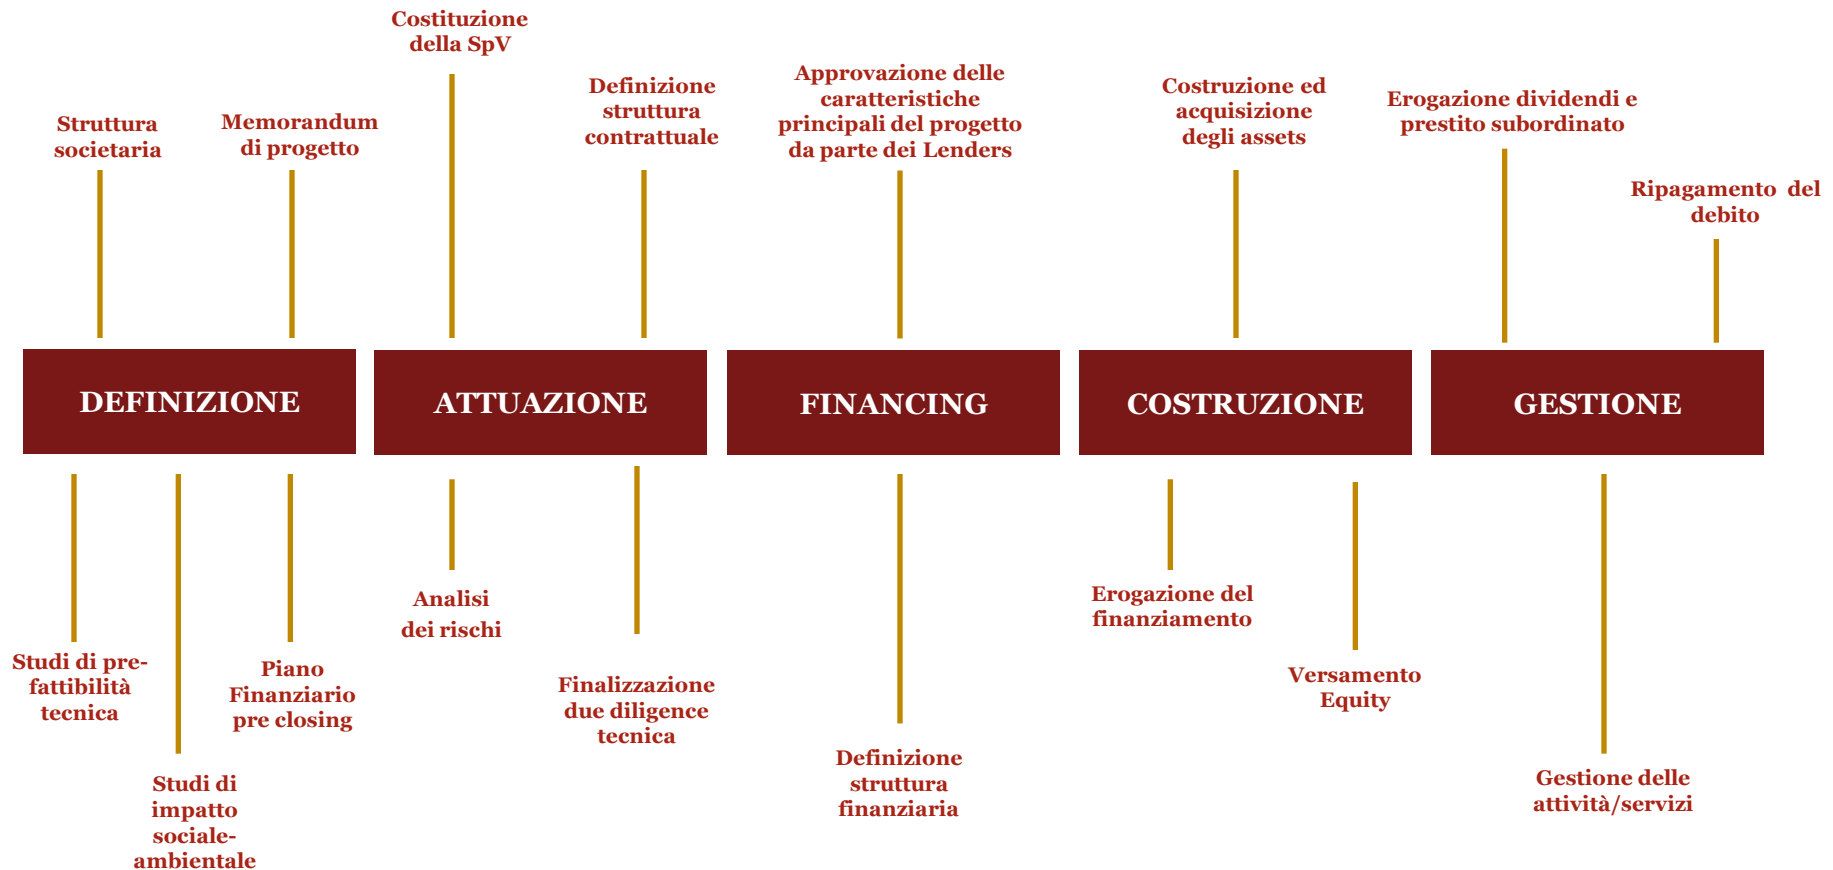 Costituzione
della SpV
Struttura
societaria
Memorandum
di progetto
Definizione
struttura
contrattuale
Approvazione delle
caratteristiche
principali del progetto
da parte dei Lenders
Costruzione ed
acquisizione
degli assets
Erogazione dividendi e
prestito subordinato
Ripagamento del
debito
DEFINIZIONE
ATTUAZIONE
FINANCING
COSTRUZIONE
GESTIONE
Studi di pre-
fattibilità
tecnica
Studi di
impatto
sociale-
ambientale
Piano
Finanziario
pre closing
Analisi
dei rischi
Finalizzazione
due diligence
tecnica
Definizione
struttura
finanziaria
Erogazione del
finanziamento
Versamento
Equity
Gestione delle
attività/servizi